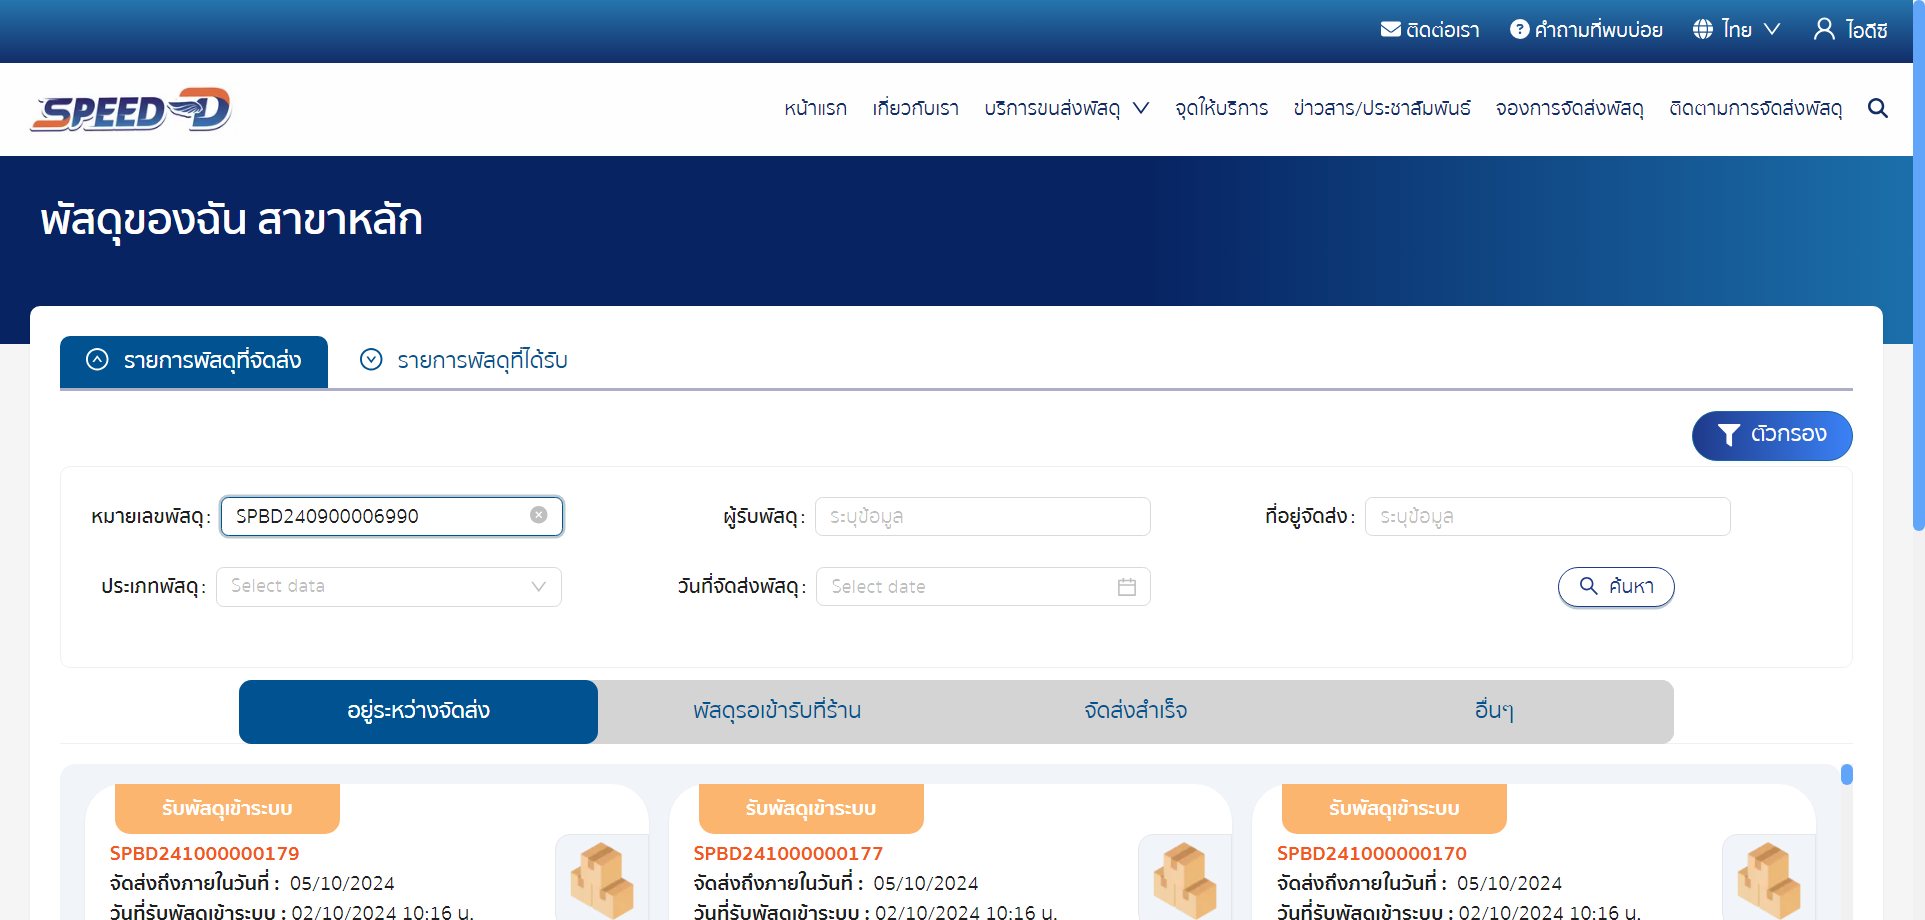 ติดต่อเรา ? คำถามที่พบบ่อย ไทย ไอดีซี
SPEED-D หน้าแรก เกี่ยวกับเรา บริการขนส่งพัสดุ จุดให้บริการ ข่าวสาร/ประชาสัมพันธ์ จองการจัดส่งพัสดุ ติดตามการจัดส่งพัสดุ
พัสดุของฉัน สาขาหลัก
รายการพัสดุที่จัดส่ง รายการพัสดุที่ได้รับ
ตัวกรอง
หมายเลขพัสดุ: SPBD240900006990 ผู้รับพัสดุ: ระบุข้อมูล ที่อยู่จัดส่ง: ระบุข้อมูล
ประเภทพัสดุ: Select data วันที่จัดส่งพัสดุ: Select date ค้นหา
อยู่ระหว่างจัดส่ง พัสดุรอเข้ารับที่ร้าน จัดส่งสำเร็จ อื่นๆ
รับพัสดุเข้าระบบ รับพัสดุเข้าระบบ รับพัสดุเข้าระบบ
SPBD241000000179 SPBD241000000177 SPBD241000000170
จัดส่งถึงภายในวันที่ : 05/10/2024 จัดส่งถึงภายในวันที่ : 05/10/2024 จัดส่งถึงภายในวันที่ : 05/10/2024
วันที่รับพัสดุเข้าระบบ : 02/10/2024 10:16 น. วันที่รับพัสดุเข้าระบบ : 02/10/2024 10:16 น. วันที่รับพัสดุเข้าระบบ : 02/10/2024 10:16 น.